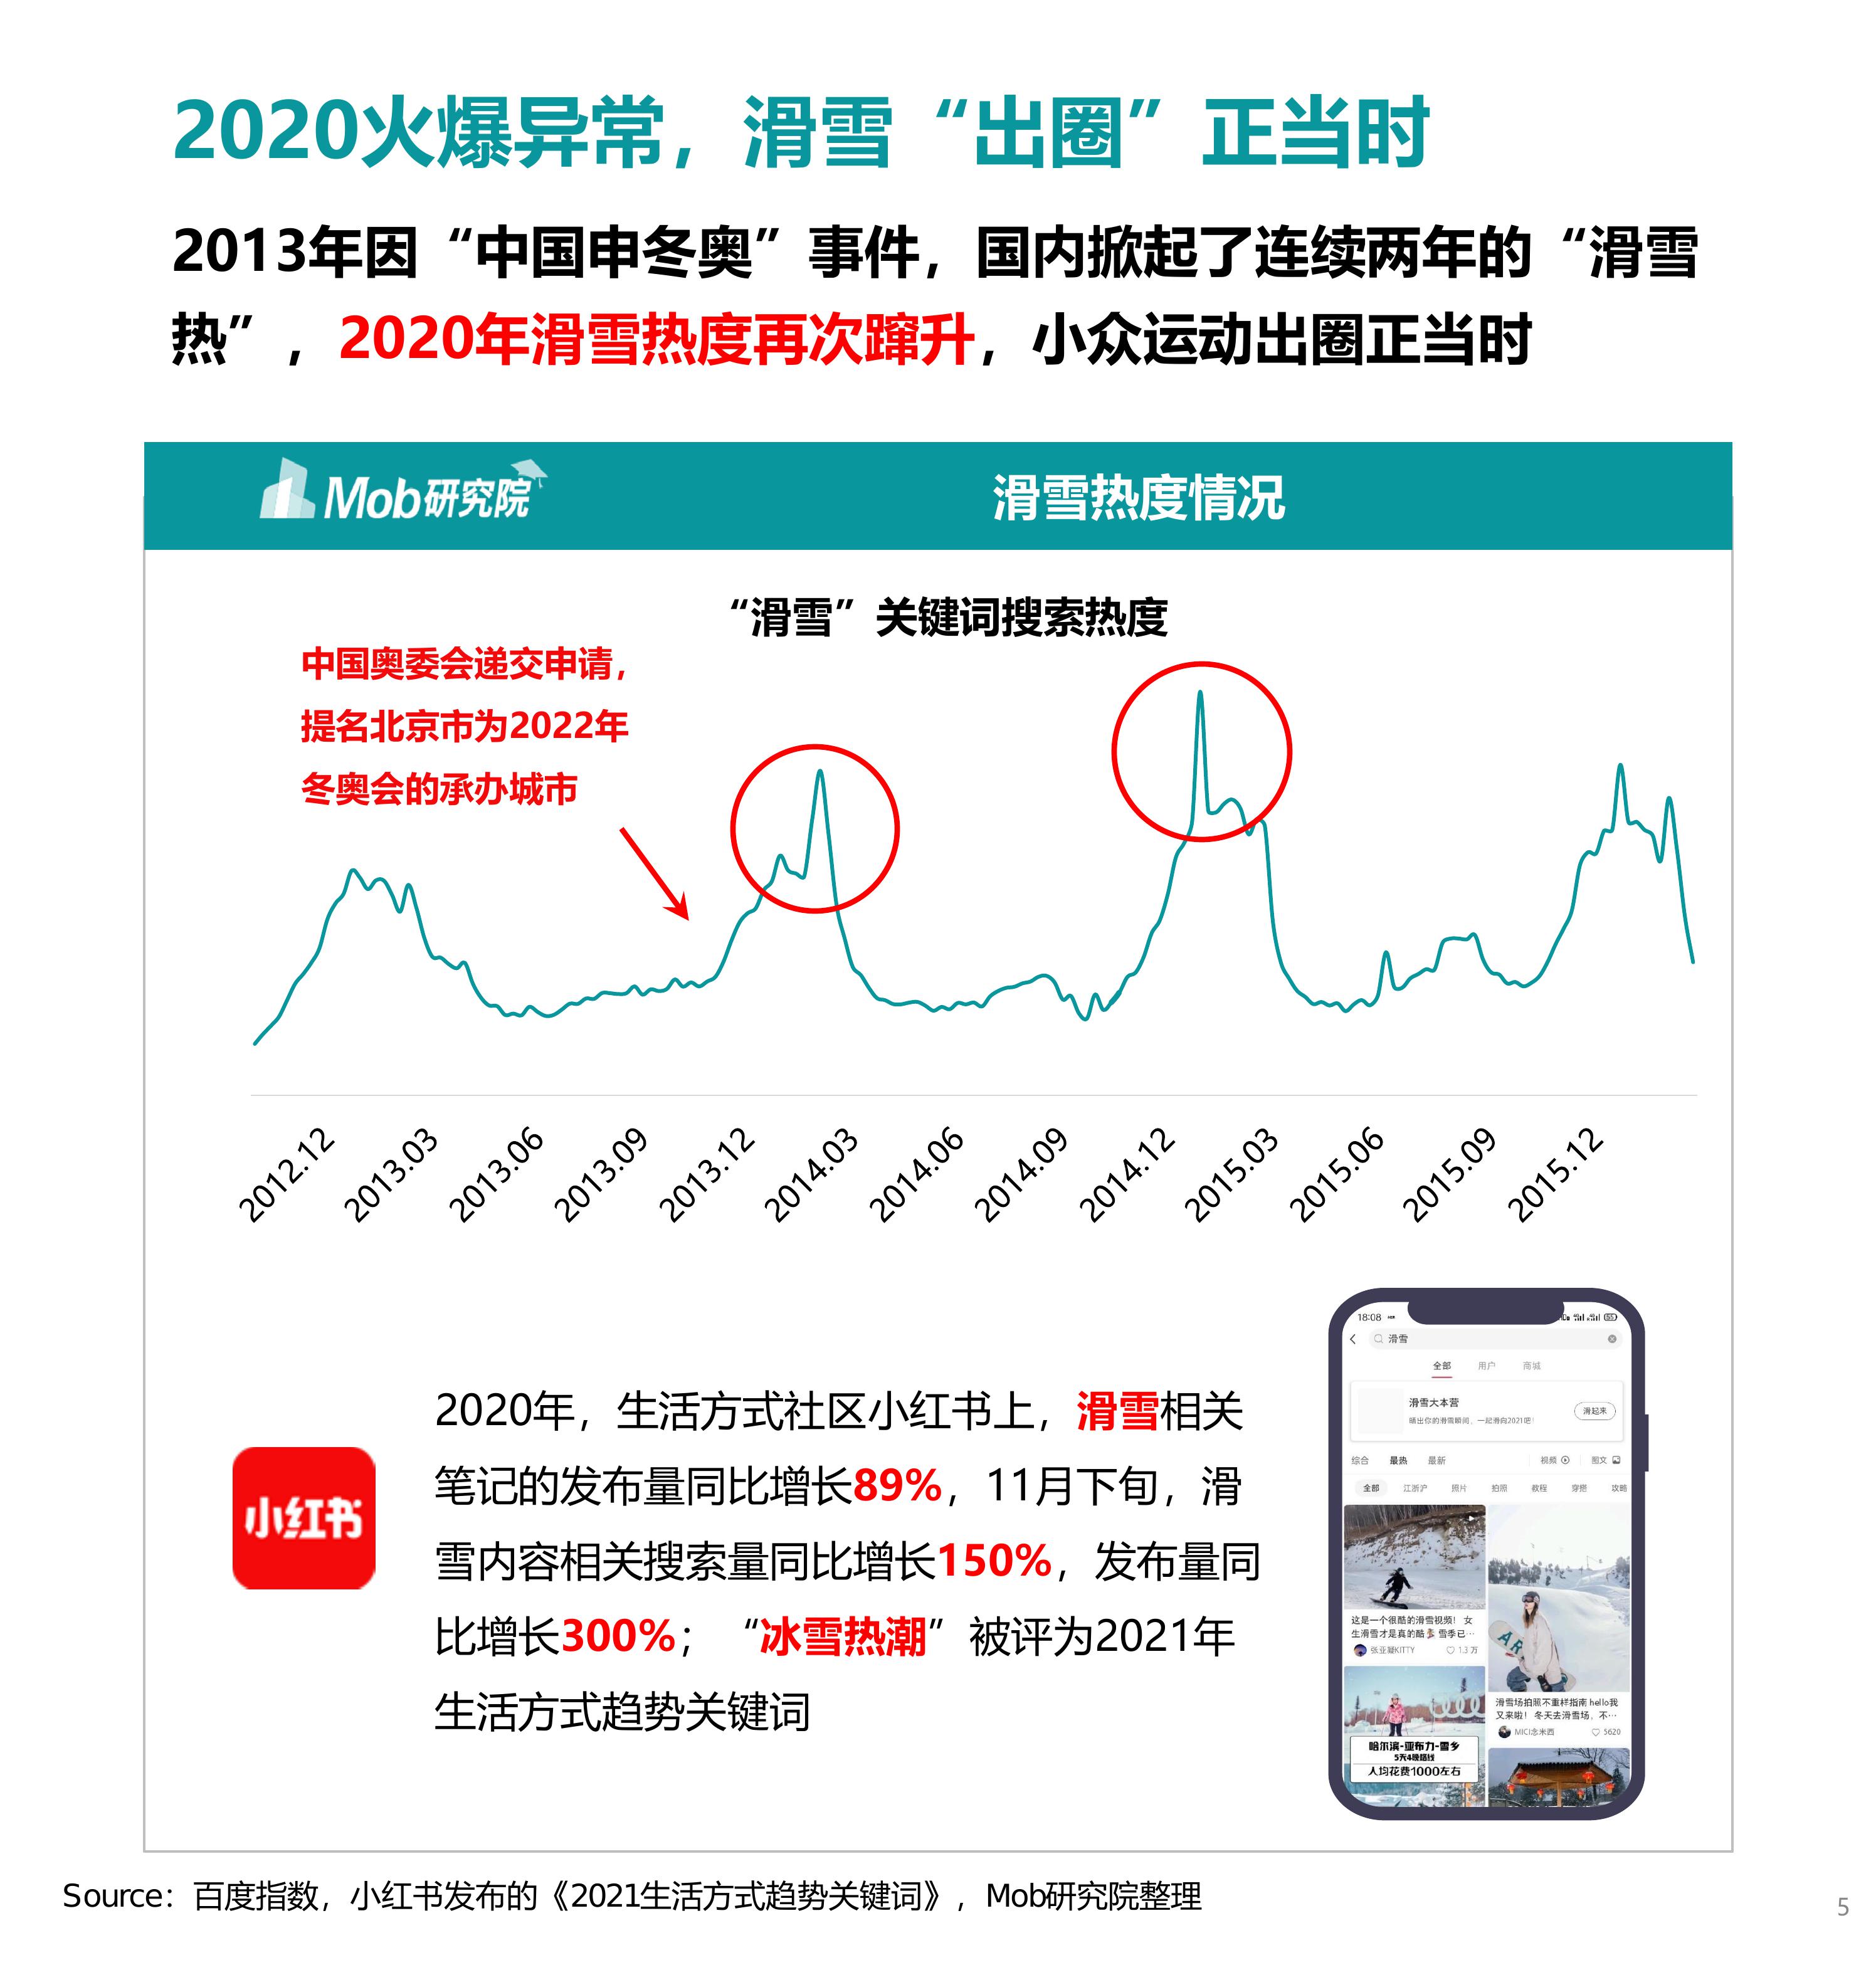 2020火爆异常，滑雪“出圈”正当时
2013年因“中国申冬奥”事件，国内掀起了连续两年的“滑雪
热”，2020年滑雪热度再次蹿升，小众运动出圈正当时
Mob研究院
滑雪热度情况
“滑雪”关键词搜索热度
中国奥委会递交申请，
提名北京市为2022年
冬奥会的承办城市
2012.12
2013.03
2013.06
2013.09
2013.12
2014.03
2014.06
2014.09
2014.12
2015.03
2015.06
2015.09
2015.12
小红书
2020年，生活方式社区小红书上，滑雪相关
笔记的发布量同比增长89%，11月下旬，滑
雪内容相关搜索量同比增长150%，发布量同
比增长300%；“冰雪热潮”被评为2021年
生活方式趋势关键词
18:08
滑雪
全部 用户 商城
滑雪大本营
晒出你的滑雪瞬间，一起滑向2021吧！
滑起来
综合 最热 最新 视频 图文
全部 江浙沪 照片 拍照 教程 穿搭 攻略
这是一个很酷的滑雪视频！女
生滑雪才是真的酷 雪季已…
张亚凝KITTY 1.3万
滑雪场拍照不重样指南 hello我
又来啦！冬天去滑雪场，不…
MICI念米西 5620
哈尔滨-亚布力-雪乡
5天4晚路线
人均花费1000左右
Source：百度指数，小红书发布的《2021生活方式趋势关键词》，Mob研究院整理
5